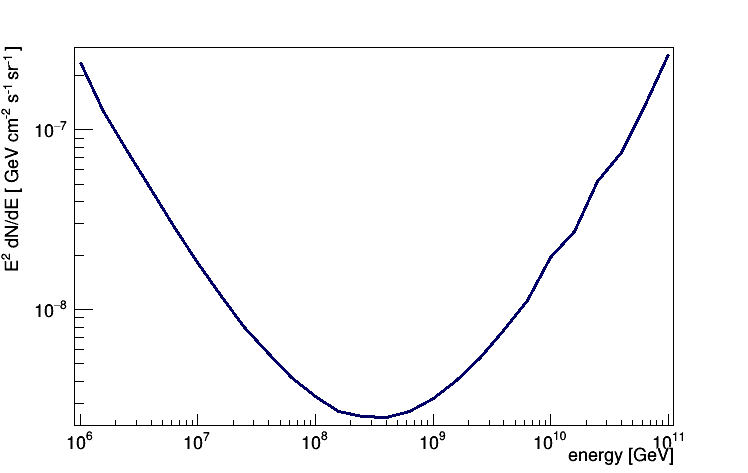 E² dN/dE [ GeV cm⁻² s⁻¹ sr⁻¹ ]
10⁻⁷
10⁻⁸
10⁶ 10⁷ 10⁸ 10⁹ 10¹⁰ 10¹¹
energy [GeV]